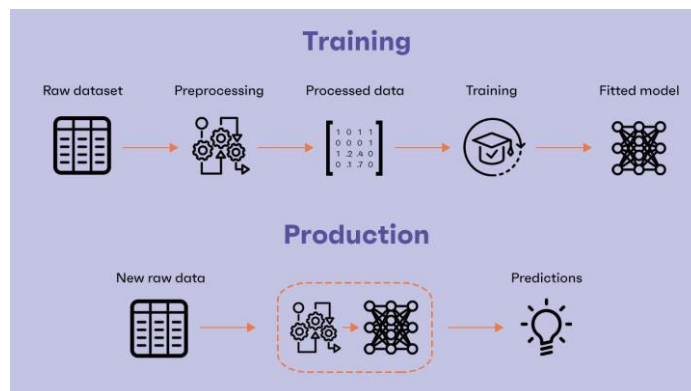 Training
Raw dataset Preprocessing Processed data Training Fitted model
1 0 1 1
0 0 0 1
1 .2 .4 0
0 .1 .7 0
Production
New raw data Predictions